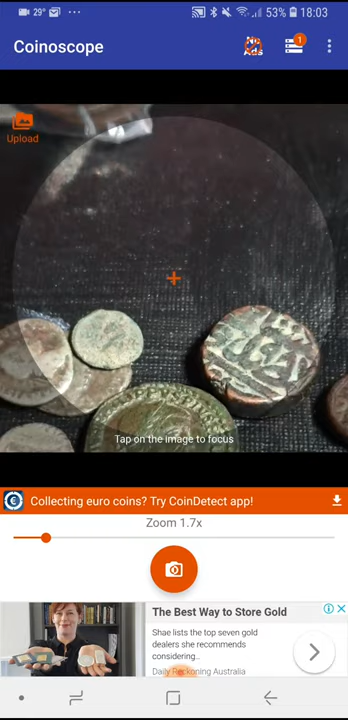 29° 53% 18:03
Coinoscope
No Ads
1
Upload
Tap on the image to focus
Collecting euro coins? Try CoinDetect app!
Zoom 1.7x
The Best Way to Store Gold
Shae lists the top seven gold
dealers she recommends
considering…
Daily Reckoning Australia